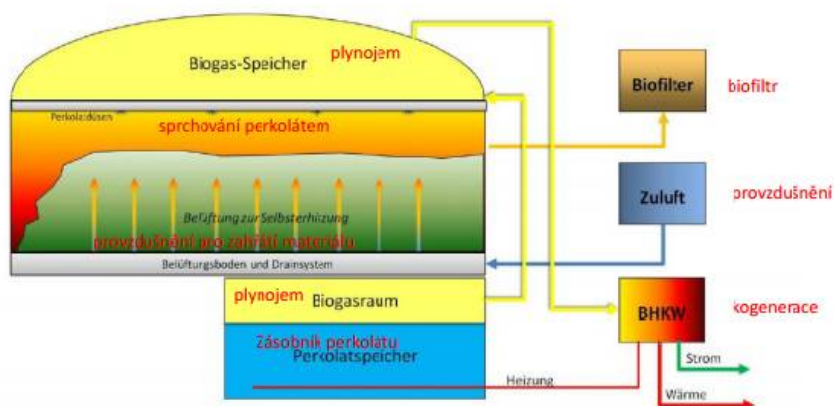 plynojem
Biogas-Speicher
Perkolatdüsen
sprchování perkolátem
Belüftung zur Selbsterhitzung
provzdušnění pro zahřátí materiálu
Belüftungsboden und Drainsystem
plynojem
Biogasraum
Zásobník perkolatu
Perkolatspeicher
Biofilter
biofiltr
Zuluft
provzdušnění
BHKW
kogenerace
Heizung
Strom
Wärme